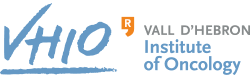 VHIO
VALL D'HEBRON
Institute
of Oncology